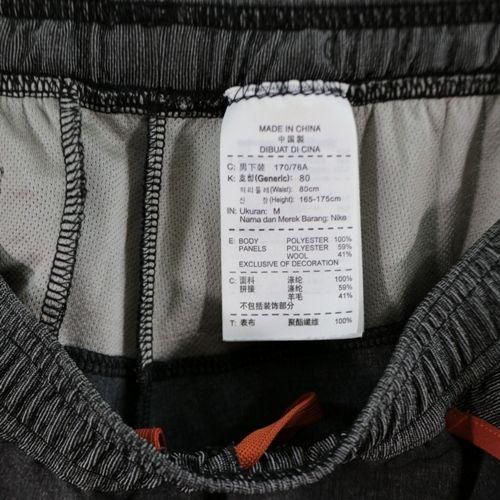 MADE IN CHINA
中國製
DIBUAT DI CINA
C: 男下裝 170/76A
K: 호칭(Generic): 80
허리둘레(Waist): 80cm
신 장(Height): 165-175cm
IN: Ukuran: M
Nama dan Merek Barang: Nike
E: BODY POLYESTER 100%
PANELS POLYESTER 59%
WOOL 41%
EXCLUSIVE OF DECORATION
C: 面料 涤纶 100%
拼接 涤纶 59%
羊毛 41%
不包括装饰部分
T: 表布 聚酯纖維 100%